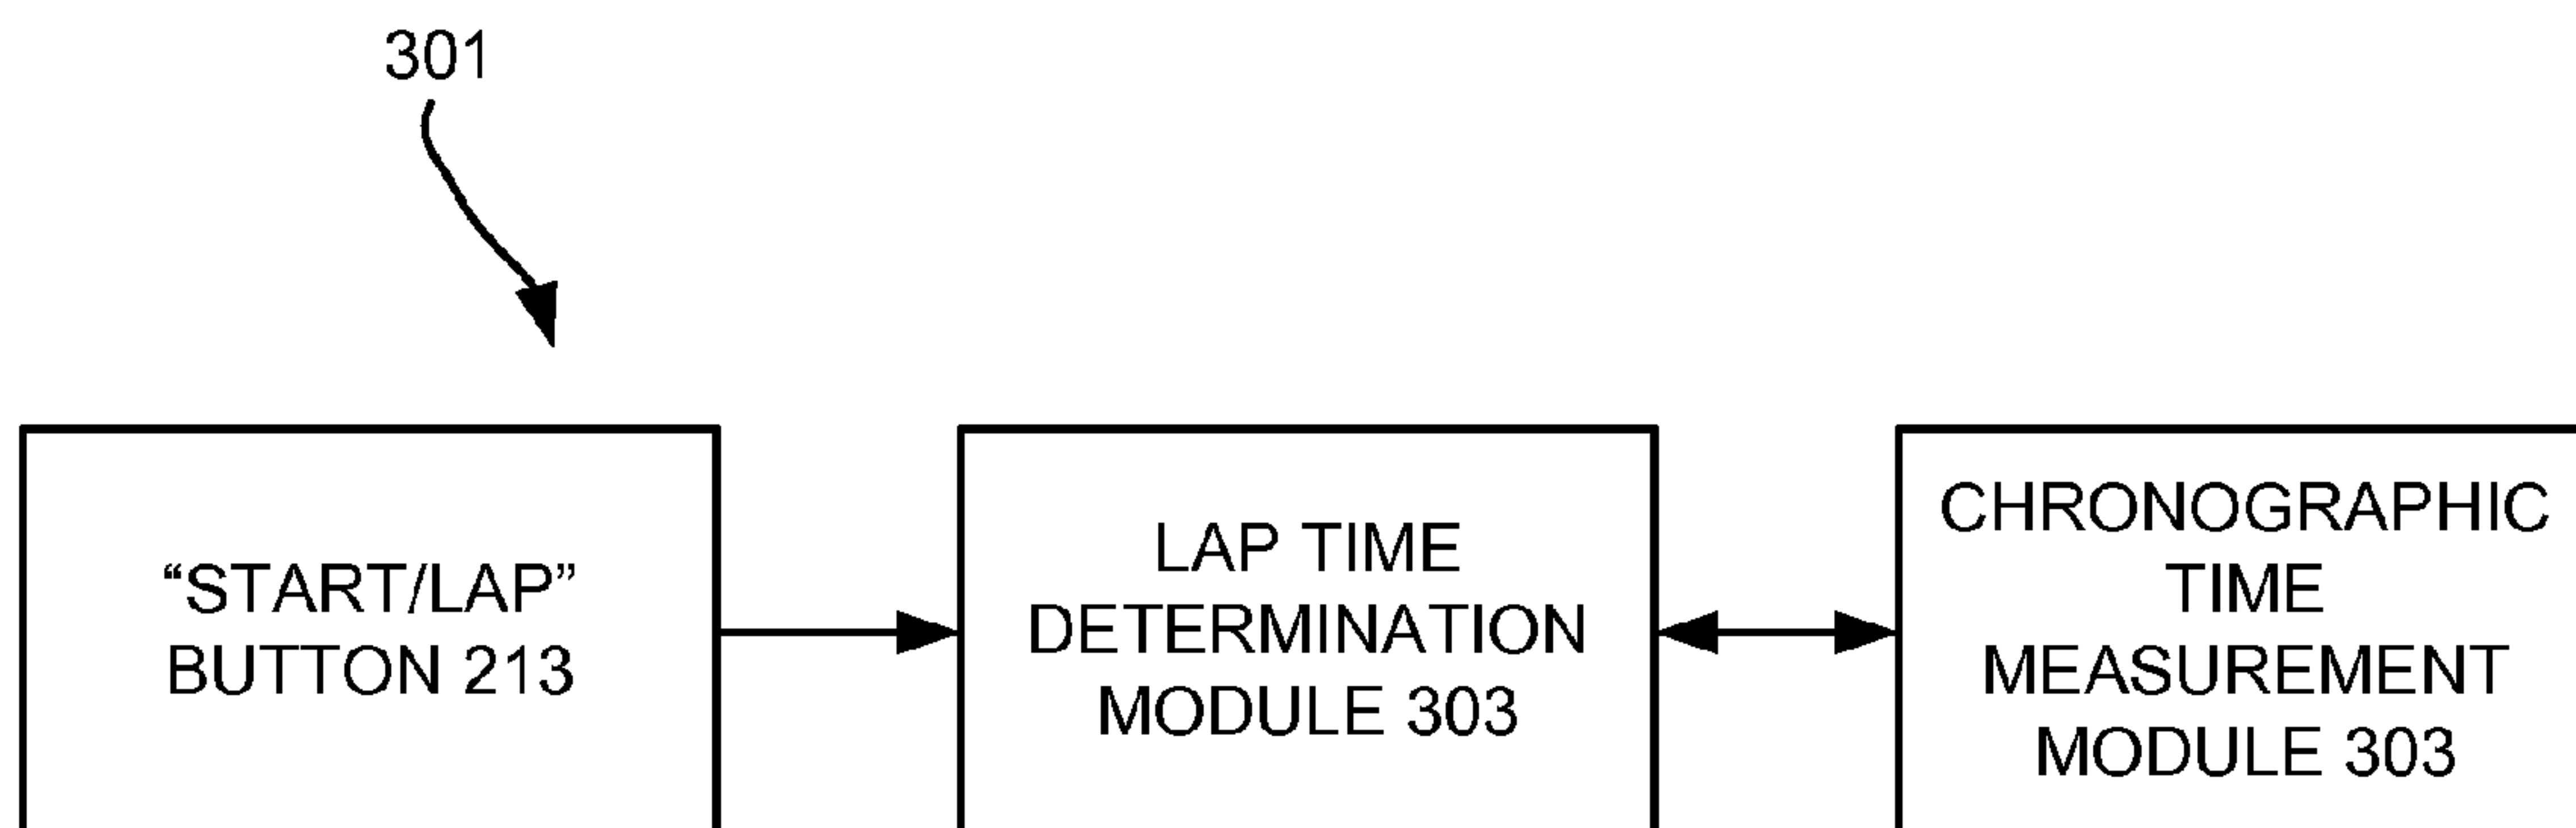 301
“START/LAP”
BUTTON 213
LAP TIME
DETERMINATION
MODULE 303
CHRONOGRAPHIC
TIME
MEASUREMENT
MODULE 303